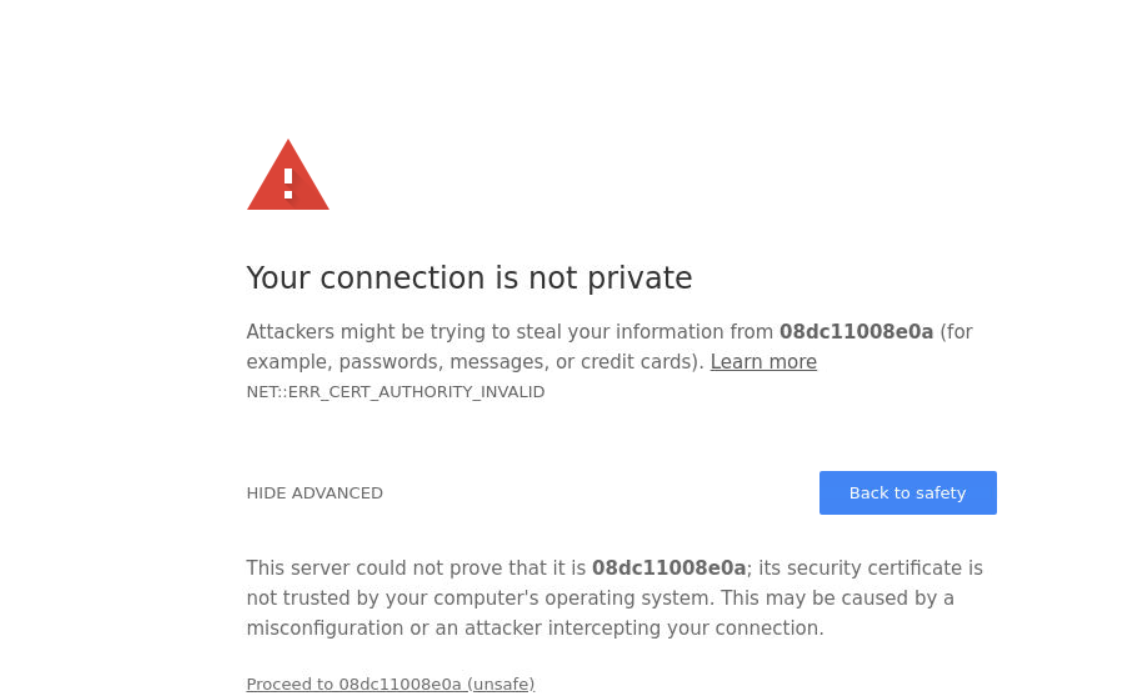 Your connection is not private
Attackers might be trying to steal your information from 08dc11008e0a (for
example, passwords, messages, or credit cards). Learn more
NET::ERR_CERT_AUTHORITY_INVALID
HIDE ADVANCED
Back to safety
This server could not prove that it is 08dc11008e0a; its security certificate is
not trusted by your computer's operating system. This may be caused by a
misconfiguration or an attacker intercepting your connection.
Proceed to 08dc11008e0a (unsafe)